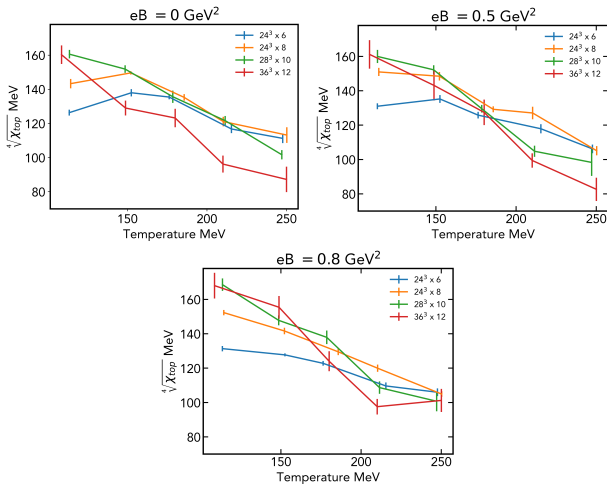 eB = 0 GeV²
24³ x 6
24³ x 8
28³ x 10
36³ x 12
160
140
120
100
80
150
200
250
∜χtop MeV
Temperature MeV
eB = 0.5 GeV²
24³ x 6
24³ x 8
28³ x 10
36³ x 12
160
140
120
100
80
150
200
250
∜χtop MeV
Temperature MeV
eB = 0.8 GeV²
24³ x 6
24³ x 8
28³ x 10
36³ x 12
160
140
120
100
80
150
200
250
∜χtop MeV
Temperature MeV